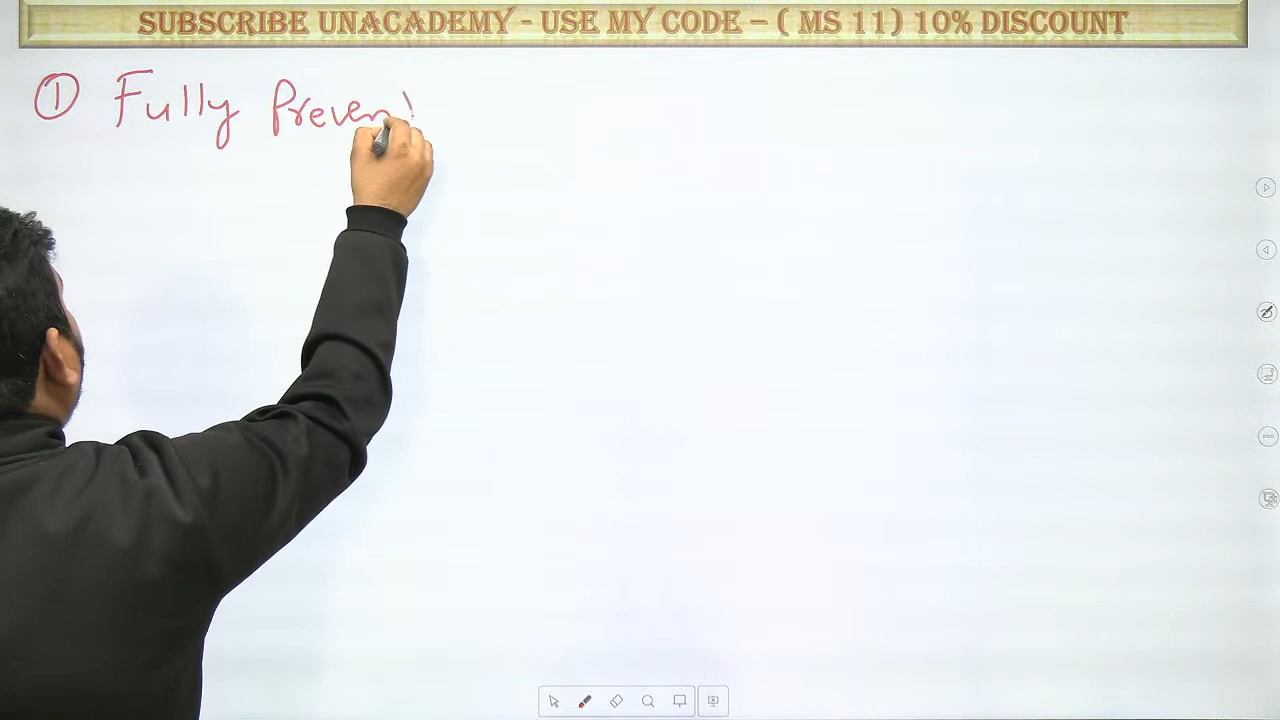 SUBSCRIBE UNACADEMY - USE MY CODE – ( MS 11) 10% DISCOUNT
① Fully Preven